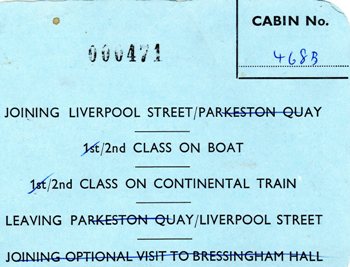 CABIN No.
000471
468B
JOINING LIVERPOOL STREET/PARKESTON QUAY
1st/2nd CLASS ON BOAT
1st/2nd CLASS ON CONTINENTAL TRAIN
LEAVING PARKESTON QUAY/LIVERPOOL STREET
JOINING OPTIONAL VISIT TO BRESSINGHAM HALL